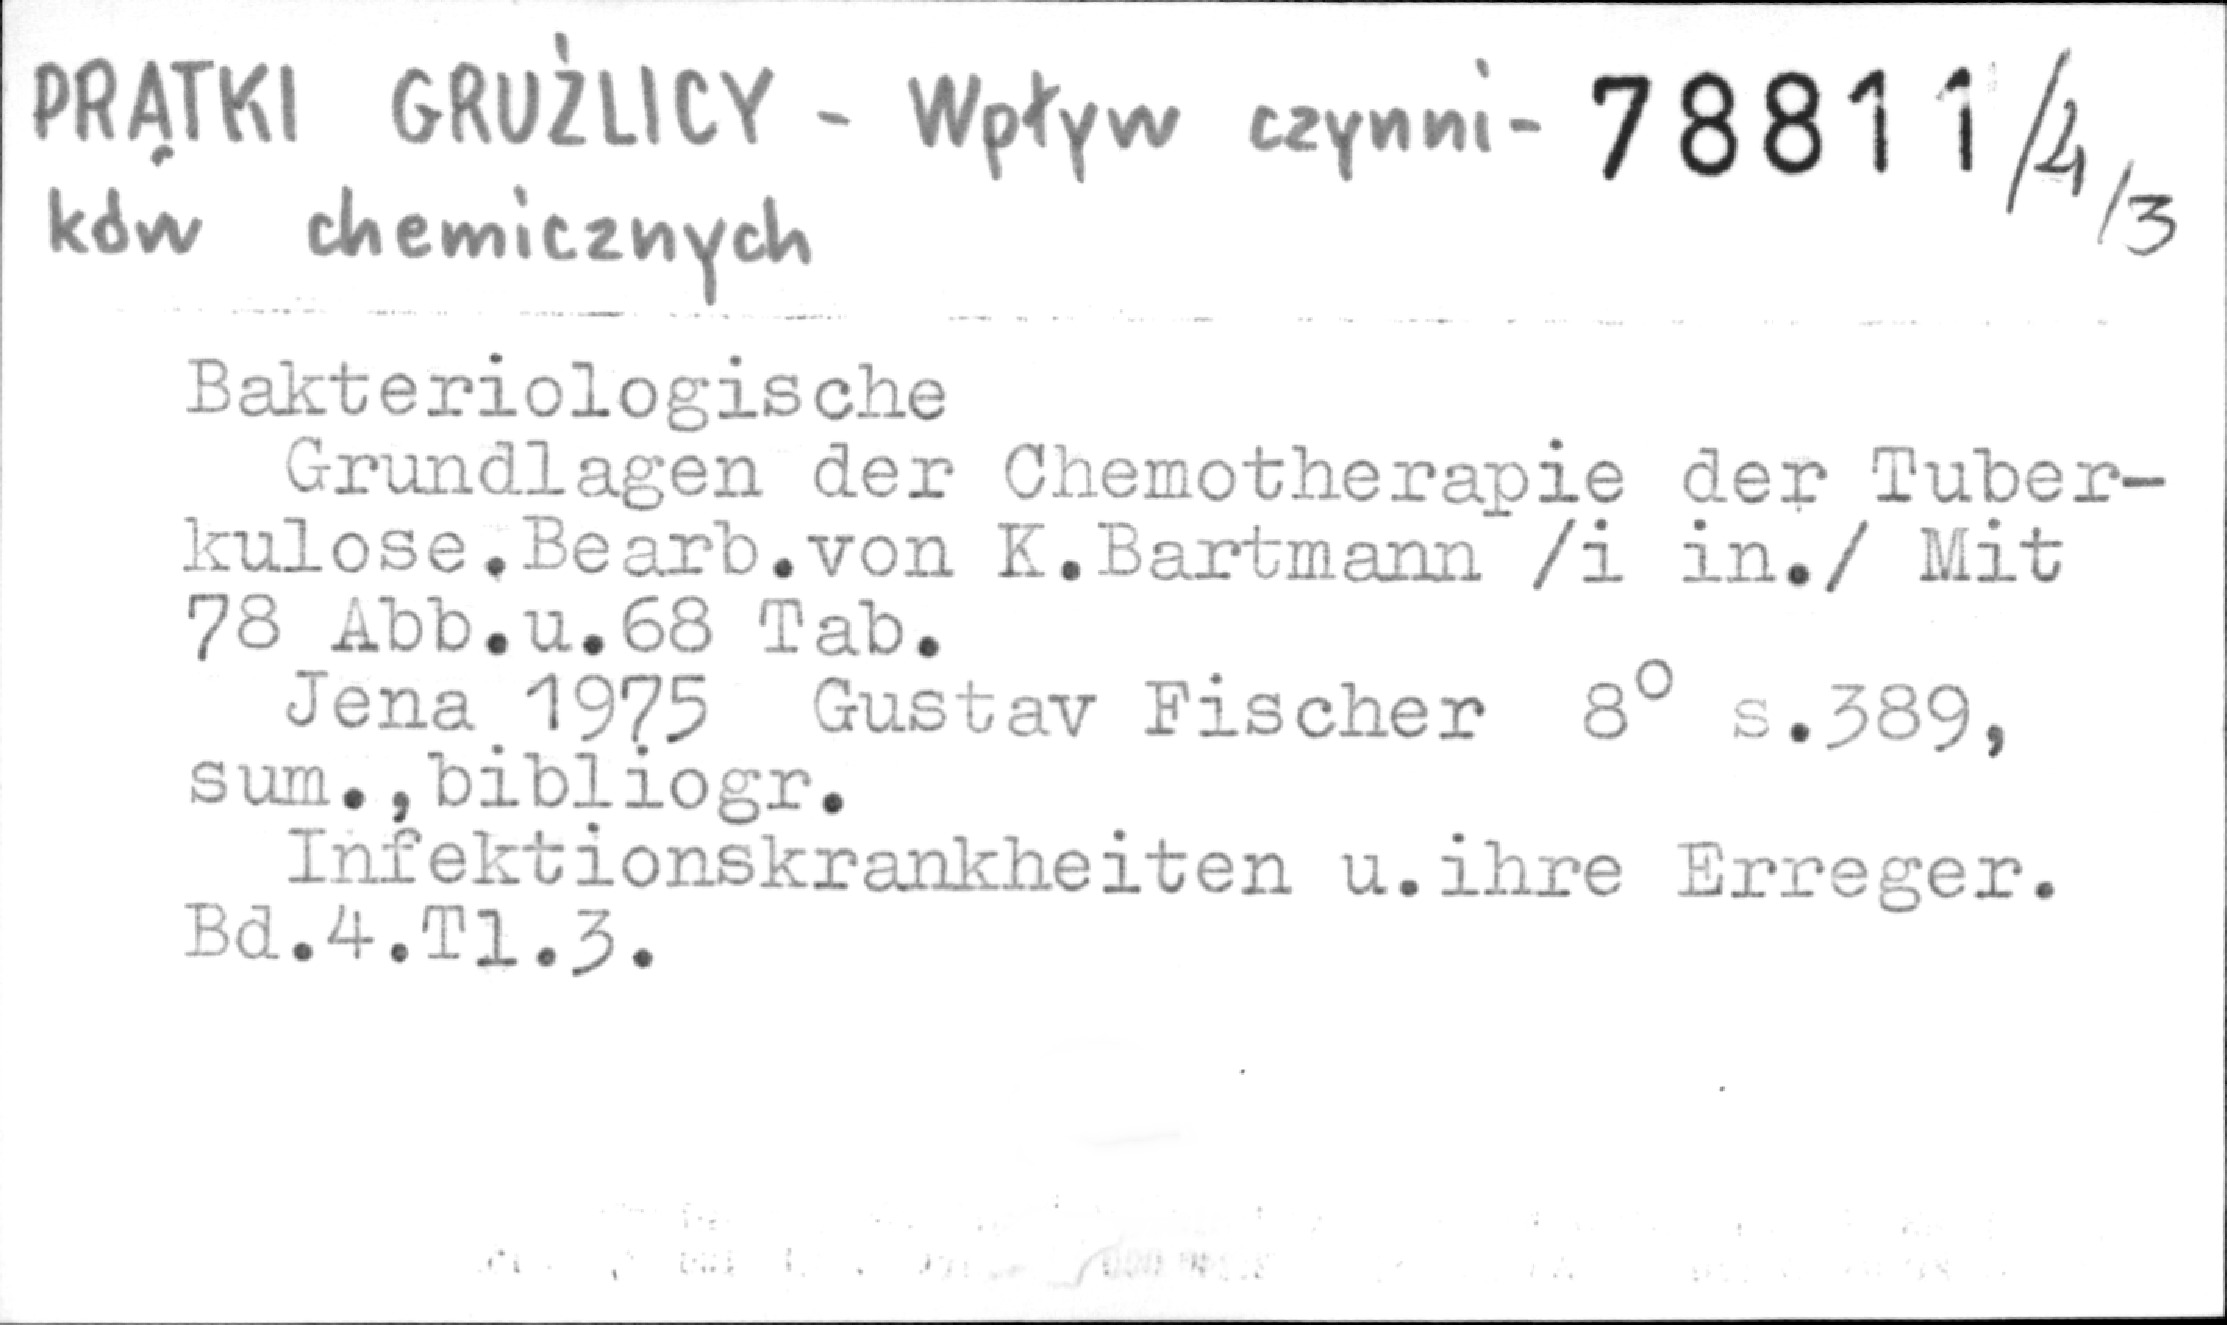 PRĄTKI GRUŹLICY - Wpływ czynni- 78811/4/3
ków chemicznych
Bakteriologische
Grundlagen der Chemotherapie der Tuber-
kulose.Bearb.von K.Bartmann /i in./ Mit
78 Abb.u.68 Tab.
Jena 1975 Gustav Fischer 8° s.389,
sum.,bibliogr.
Infektionskrankheiten u.ihre Erreger.
Bd.4.Tl.3.